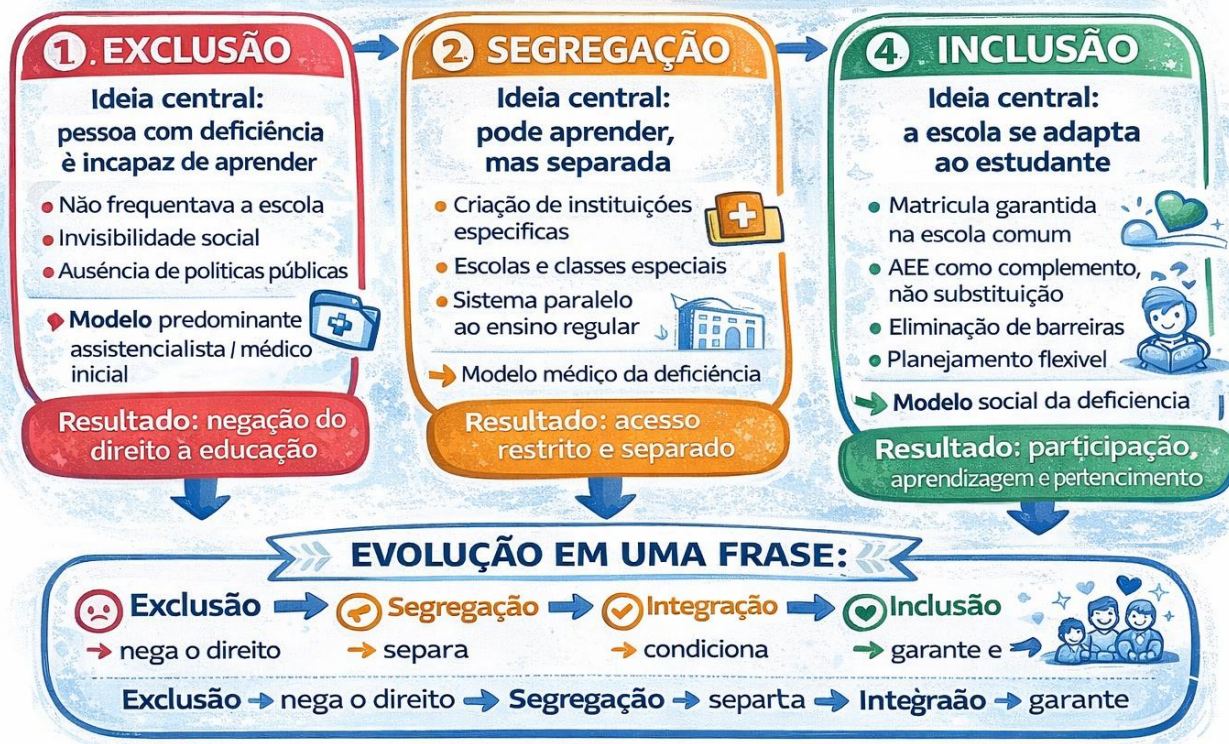 1. EXCLUSÃO
Ideia central:
pessoa com deficiência
è incapaz de aprender
Não frequentava a escola
Invisibilidade social
Auséncia de politicas públicas
Modelo predominante
assistencialista / médico
inicial
Resultado: negação do
direito a educação
2. SEGREGAÇÃO
Ideia central:
pode aprender,
mas separada
Criação de instituições
especificas
Escolas e classes especiais
Sistema paralelo
ao ensino regular
Modelo médiço da deficiência
Resultado: acesso
restrito e separado
4. INCLUSÃO
Ideia central:
a escola se adapta
ao estudante
Matricula garantida
na escola comum
AEE como complemento,
não substituição
Eliminação de barreiras
Planejamento flexivel
Modelo social da deficiencia
Resultado: participação,
aprendizagem e pertencimento
EVOLUÇÃO EM UMA FRASE:
Exclusão → Segregação → Integração → Inclusão
→ nega o direito → separa → condiciona → garante e →
Exclusão → nega o direito → Segregação → separta → Integràão → garante